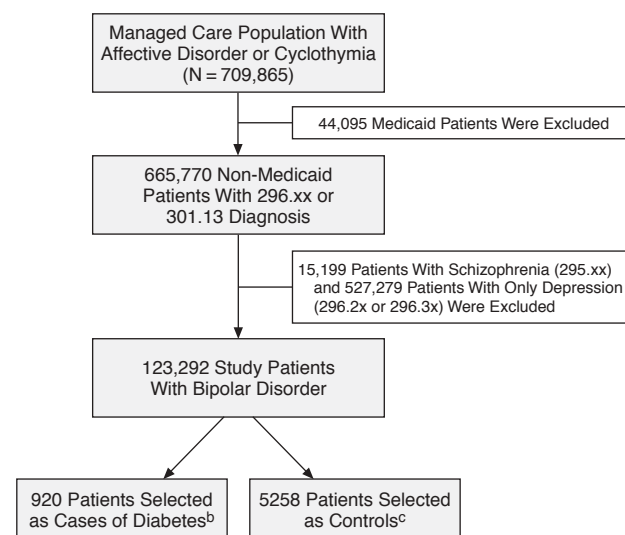 Managed Care Population With
Affective Disorder or Cyclothymia
(N = 709,865)
44,095 Medicaid Patients Were Excluded
665,770 Non-Medicaid
Patients With 296.xx or
301.13 Diagnosis
15,199 Patients With Schizophrenia (295.xx)
and 527,279 Patients With Only Depression
(296.2x or 296.3x) Were Excluded
123,292 Study Patients
With Bipolar Disorder
920 Patients Selected
as Cases of Diabetesᵇ
5258 Patients Selected
as Controlsᶜ